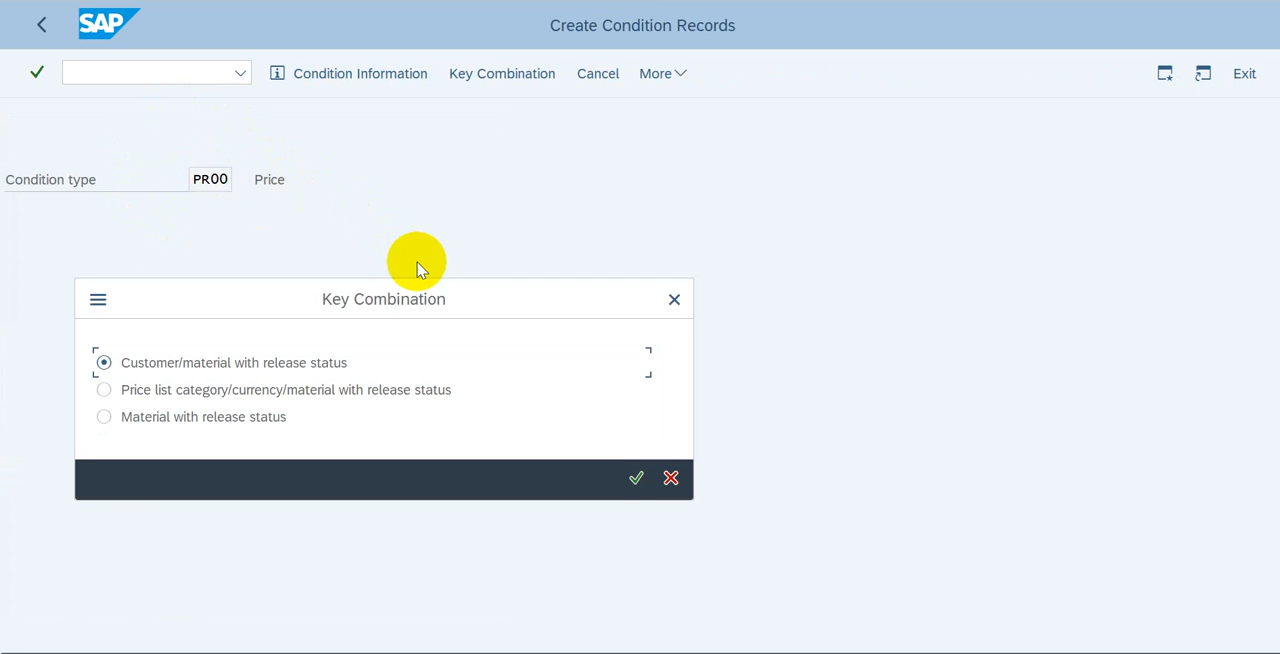 SAP
Create Condition Records
Condition Information Key Combination Cancel More Exit
Condition type PR00 Price
Key Combination
Customer/material with release status
Price list category/currency/material with release status
Material with release status